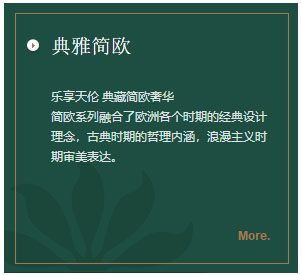 典雅简欧
乐享天伦 典藏简欧奢华
简欧系列融合了欧洲各个时期的经典设计
理念，古典时期的哲理内涵，浪漫主义时
期审美表达。
More.